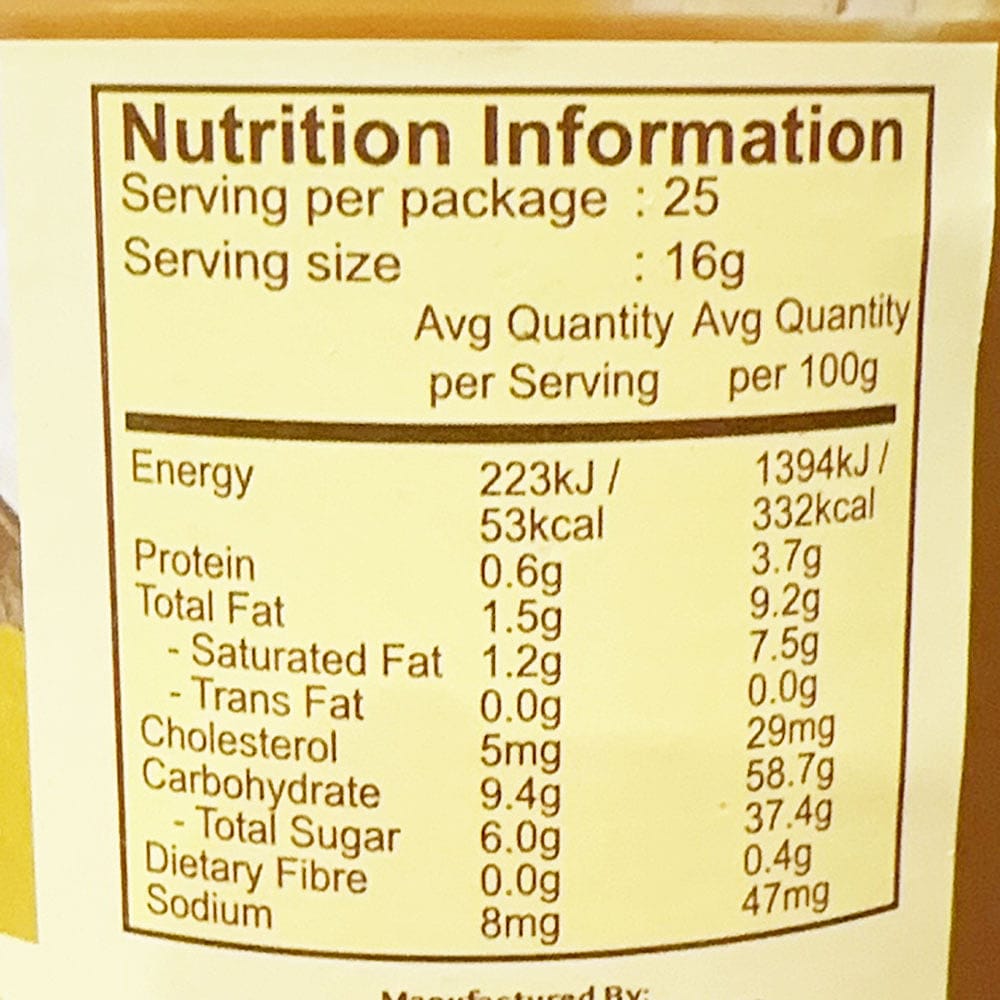 Nutrition Information
Serving per package : 25
Serving size : 16g
Avg Quantity Avg Quantity
per Serving per 100g
Energy 223kJ / 1394kJ /
53kcal 332kcal
Protein 0.6g 3.7g
Total Fat 1.5g 9.2g
- Saturated Fat 1.2g 7.5g
- Trans Fat 0.0g 0.0g
Cholesterol 5mg 29mg
Carbohydrate 9.4g 58.7g
- Total Sugar 6.0g 37.4g
Dietary Fibre 0.0g 0.4g
Sodium 8mg 47mg
Manufactured By: